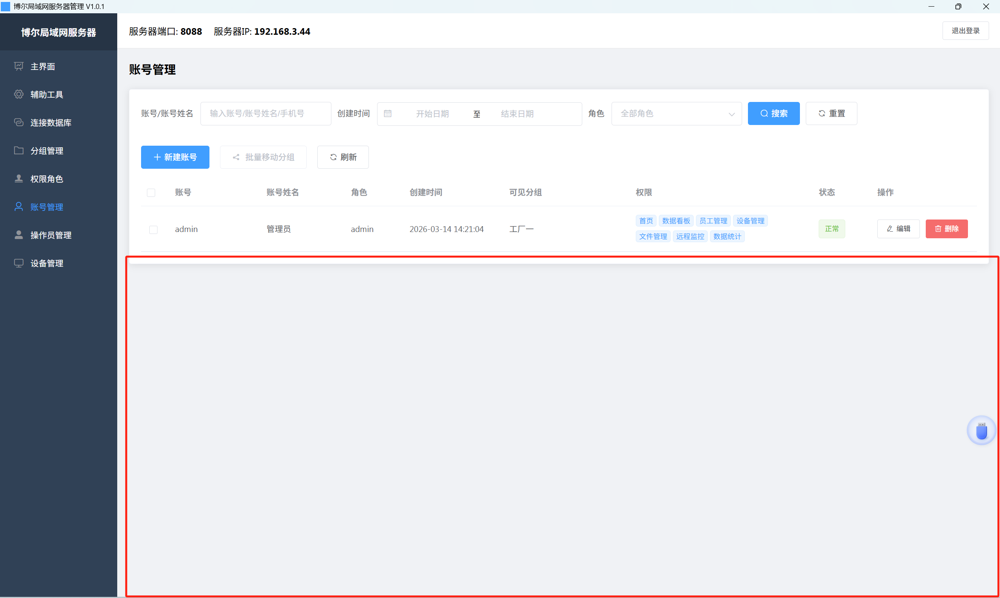 博尔局域网服务器管理 V1.0.1
博尔局域网服务器
服务器端口: 8088 服务器IP: 192.168.3.44
退出登录
主界面
辅助工具
连接数据库
分组管理
权限角色
账号管理
操作员管理
设备管理
账号管理
账号/账号姓名 输入账号/账号姓名/手机号 创建时间 开始日期 至 结束日期 角色 全部角色 搜索 重置
新建账号 批量移动分组 刷新
账号 账号姓名 角色 创建时间 可见分组 权限 状态 操作
admin 管理员 admin 2026-03-14 14:21:04 工厂一 首页 数据看板 员工管理 设备管理 正常 编辑 删除
文件管理 远程监控 数据统计